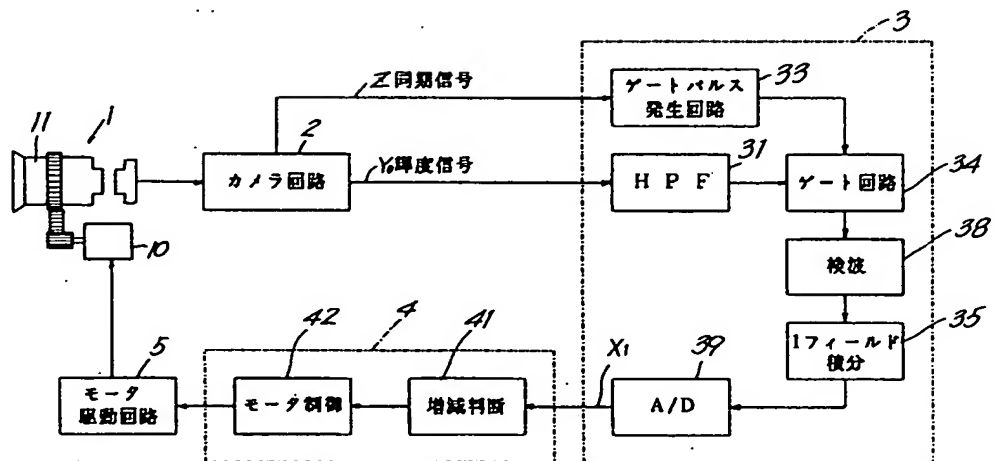 3
Z同期信号
ゲートパルス
発生回路
33
11
1
2
カメラ回路
Y₀輝度信号
31
HPF
ゲート回路
34
10
検波
38
42
4
41
X₁
39
1フィールド
積分
35
5
モータ
駆動回路
モータ制御
増減判断
A/D